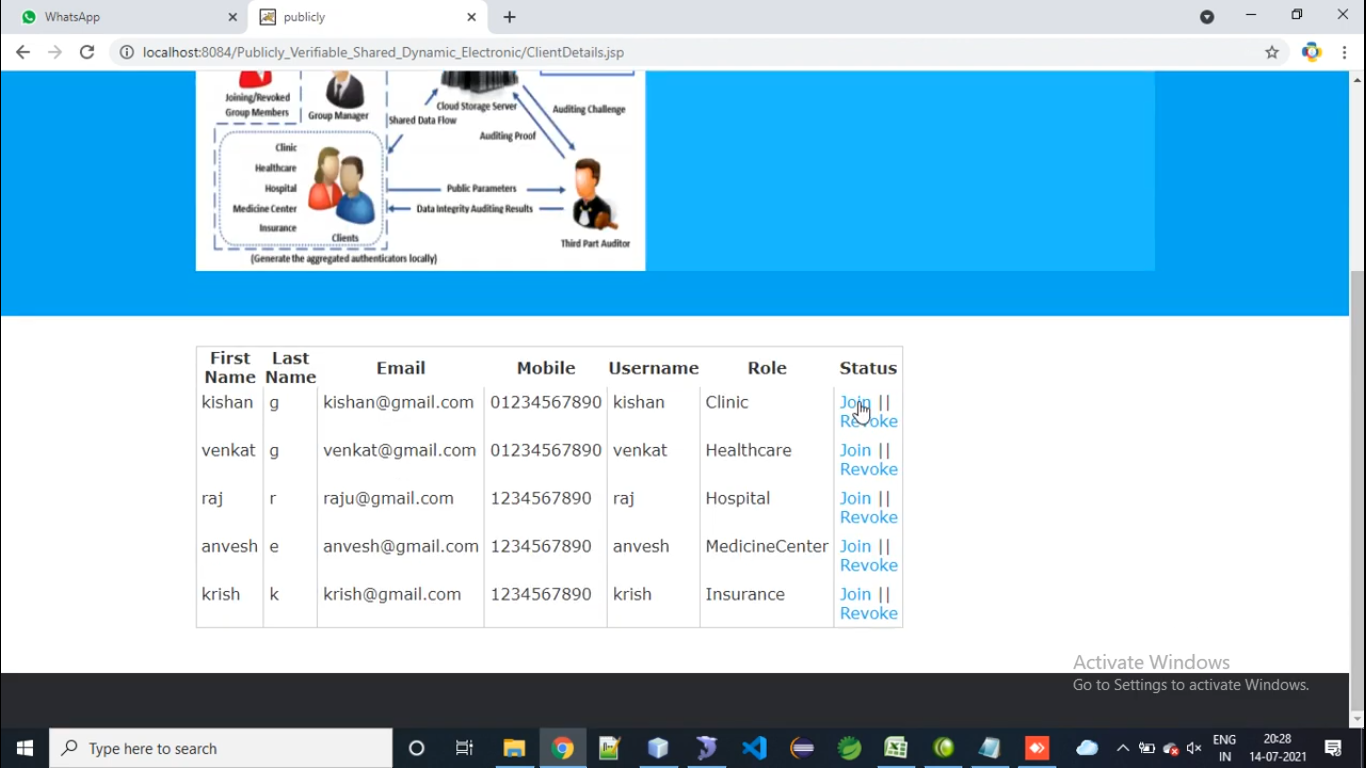 WhatsApp
publicly
localhost:8084/Publicly_Verifiable_Shared_Dynamic_Electronic/ClientDetails.jsp
Joining/Revoked
Group Members
Group Manager
Cloud Storage Server
Shared Data Flow
Auditing Challenge
Auditing Proof
Clinic
Healthcare
Hospital
Medicine Center
Insurance
Clients
Public Parameters
Data Integrity Auditing Results
Third Part Auditor
(Generate the aggregated authenticators locally)
First Name Last Name Email Mobile Username Role Status
kishan g kishan@gmail.com 01234567890 kishan Clinic Join ||
Revoke
venkat g venkat@gmail.com 01234567890 venkat Healthcare Join ||
Revoke
raj r raju@gmail.com 1234567890 raj Hospital Join ||
Revoke
anvesh e anvesh@gmail.com 1234567890 anvesh MedicineCenter Join ||
Revoke
krish k krish@gmail.com 1234567890 krish Insurance Join ||
Revoke
Activate Windows
Go to Settings to activate Windows.
Type here to search
ENG
IN
20:28
14-07-2021